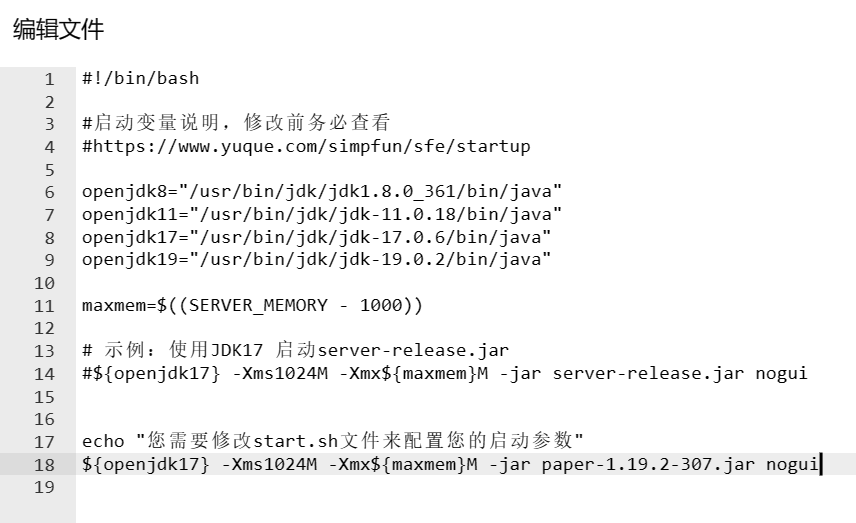 编辑文件
1 #!/bin/bash
2
3 #启动变量说明，修改前务必查看
4 #https://www.yuque.com/simpfun/sfe/startup
5
6 openjdk8="/usr/bin/jdk/jdk1.8.0_361/bin/java"
7 openjdk11="/usr/bin/jdk/jdk-11.0.18/bin/java"
8 openjdk17="/usr/bin/jdk/jdk-17.0.6/bin/java"
9 openjdk19="/usr/bin/jdk/jdk-19.0.2/bin/java"
10
11 maxmem=$((SERVER_MEMORY - 1000))
12
13 # 示例：使用JDK17 启动server-release.jar
14 #${openjdk17} -Xms1024M -Xmx${maxmem}M -jar server-release.jar nogui
15
16
17 echo "您需要修改start.sh文件来配置您的启动参数"
18 ${openjdk17} -Xms1024M -Xmx${maxmem}M -jar paper-1.19.2-307.jar nogui
19